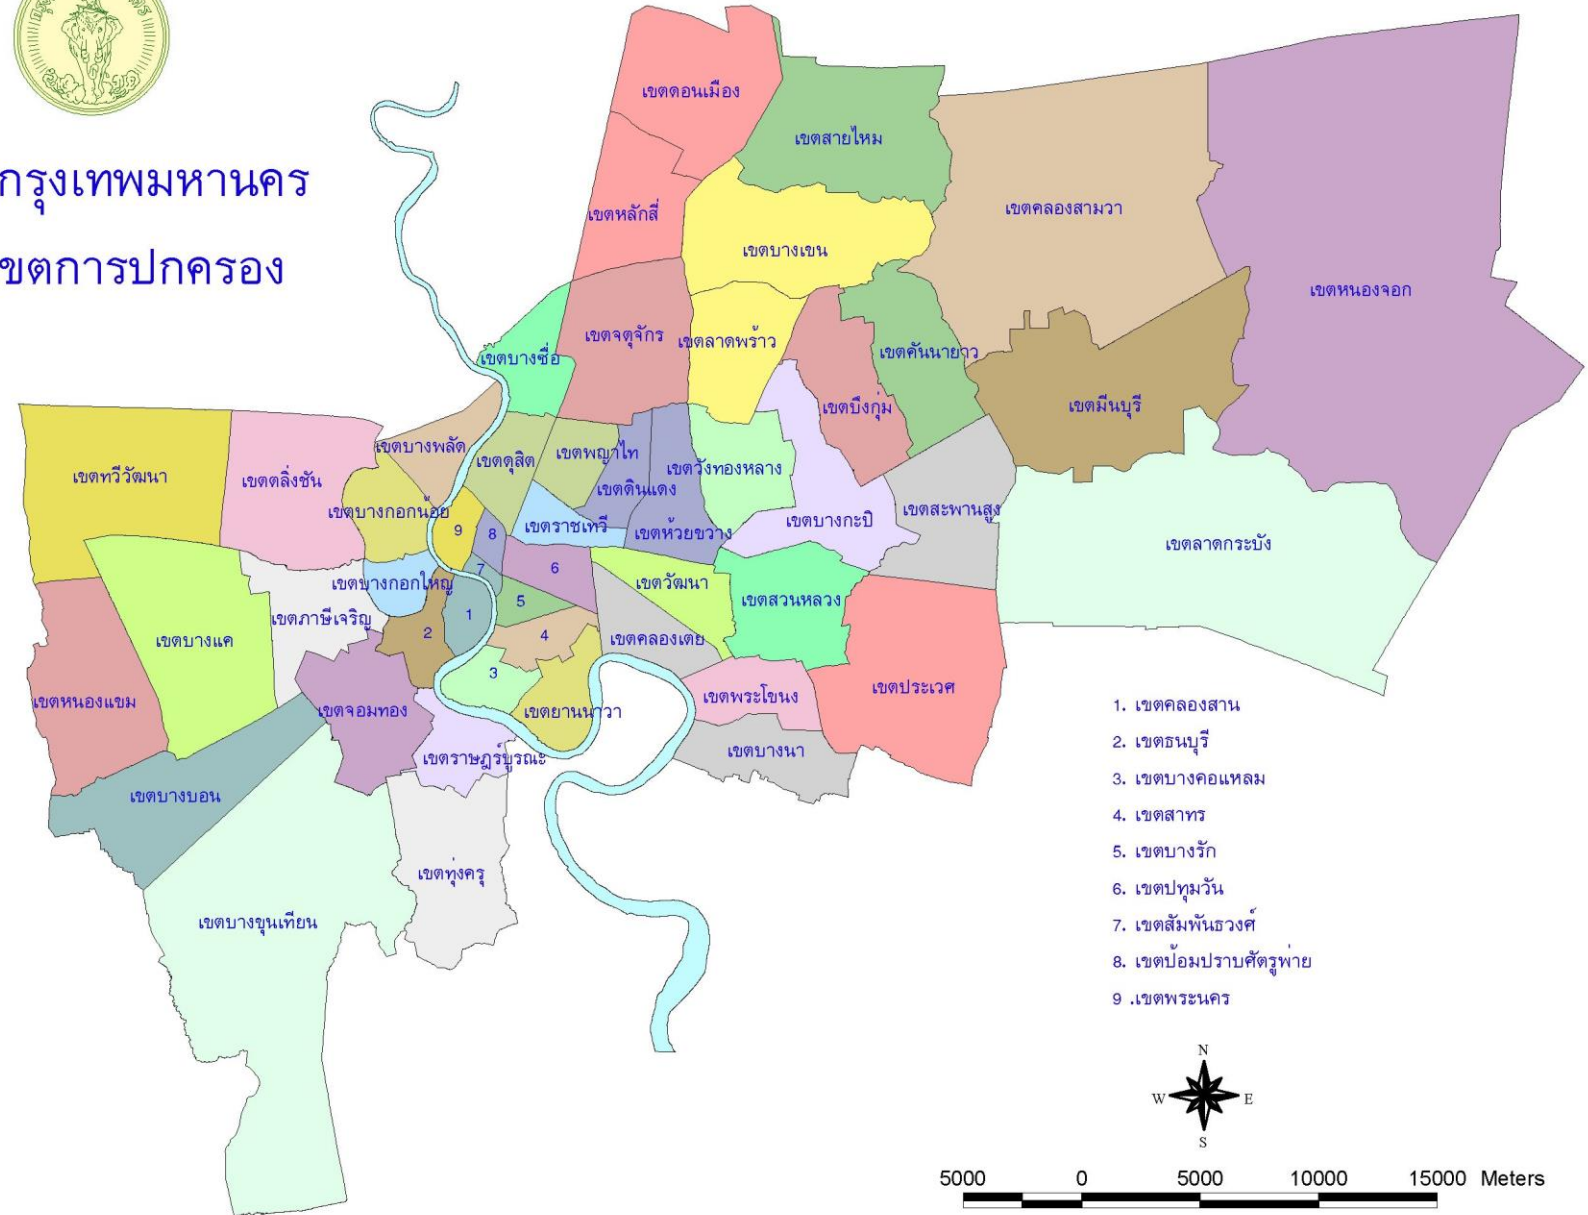 กรุงเทพมหานคร
ขตการปกครอง
เขตดอนเมือง
เขตสายไหม
เขตหลักสี่
เขตคลองสามวา
เขตบางเขน
เขตหนองจอก
เขตจตุจักร
เขตลาดพร้าว
เขตบางซื่อ
เขตคันนายาว
เขตบึงกุ่ม
เขตมีนบุรี
เขตบางพลัด
เขตดุสิต
เขตพญาไท
เขตวังทองหลาง
เขตทวีวัฒนา
เขตตลิ่งชัน
เขตดินแดง
เขตบางกอกน้อย
เขตสะพานสูง
เขตราชเทวี
เขตห้วยขวาง
เขตบางกะปิ
9
8
เขตลาดกระบัง
7
6
เขตบางกอกใหญ่
เขตวัฒนา
5
เขตสวนหลวง
1
เขตภาษีเจริญ
2
4
เขตบางแค
เขตคลองเตย
3
เขตหนองแขม
เขตจอมทอง
เขตยานนาวา
เขตพระโขนง
เขตประเวศ
เขตราษฎร์บูรณะ
เขตบางนา
เขตบางบอน
เขตทุ่งครุ
เขตบางขุนเทียน
1. เขตคลองสาน
2. เขตธนบุรี
3. เขตบางคอแหลม
4. เขตสาทร
5. เขตบางรัก
6. เขตปทุมวัน
7. เขตสัมพันธวงศ์
8. เขตป้อมปราบศัตรูพ่าย
9 .เขตพระนคร
N
W E
S
5000 0 5000 10000 15000 Meters